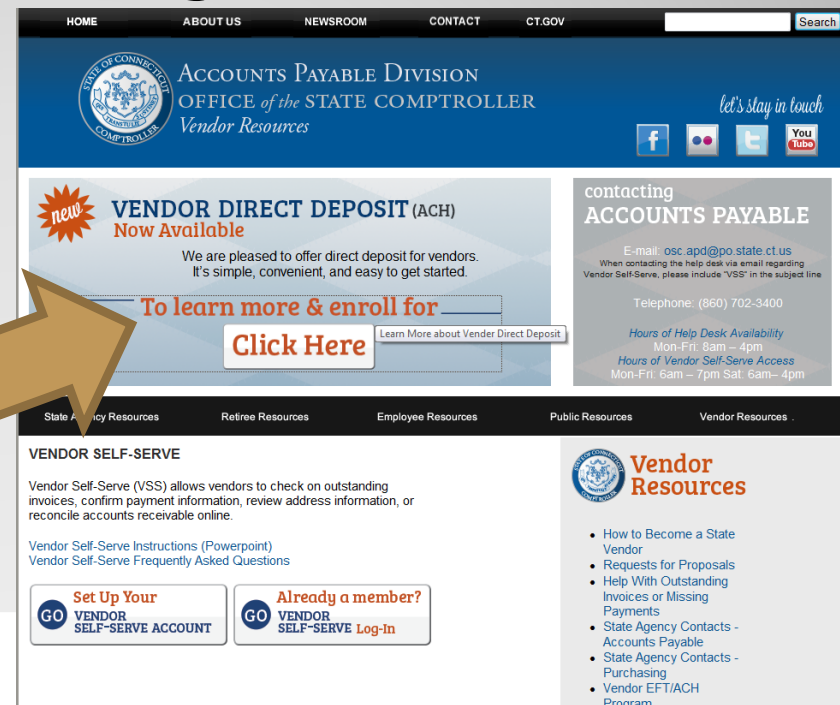 HOME ABOUT US NEWSROOM CONTACT CT.GOV Search
STATE OF CONNECTICUT
COMPTROLLER
ACCOUNTS PAYABLE DIVISION
OFFICE of the STATE COMPTROLLER
Vendor Resources
let's stay in touch
f t You Tube
new
VENDOR DIRECT DEPOSIT (ACH)
Now Available
We are pleased to offer direct deposit for vendors.
It's simple, convenient, and easy to get started.
To learn more & enroll for
Click Here
Learn More about Vender Direct Deposit
contacting
ACCOUNTS PAYABLE
E-mail: osc.apd@po.state.ct.us
When contacting the help desk via email regarding
Vendor Self-Serve, please include "VSS" in the subject line
Telephone: (860) 702-3400
Hours of Help Desk Availability
Mon-Fri: 8am – 4pm
Hours of Vendor Self-Serve Access
Mon-Fri: 6am – 7pm Sat: 6am– 4pm
State Resources Retiree Resources Employee Resources Public Resources Vendor Resources .
VENDOR SELF-SERVE
Vendor Self-Serve (VSS) allows vendors to check on outstanding
invoices, confirm payment information, review address information, or
reconcile accounts receivable online.
Vendor Self-Serve Instructions (Powerpoint)
Vendor Self-Serve Frequently Asked Questions
GO Set Up Your
VENDOR
SELF-SERVE ACCOUNT
GO Already a member?
VENDOR
SELF-SERVE Log-In
Vendor
Resources
• How to Become a State
Vendor
• Requests for Proposals
• Help With Outstanding
Invoices or Missing
Payments
• State Agency Contacts -
Accounts Payable
• State Agency Contacts -
Purchasing
• Vendor EFT/ACH
Program